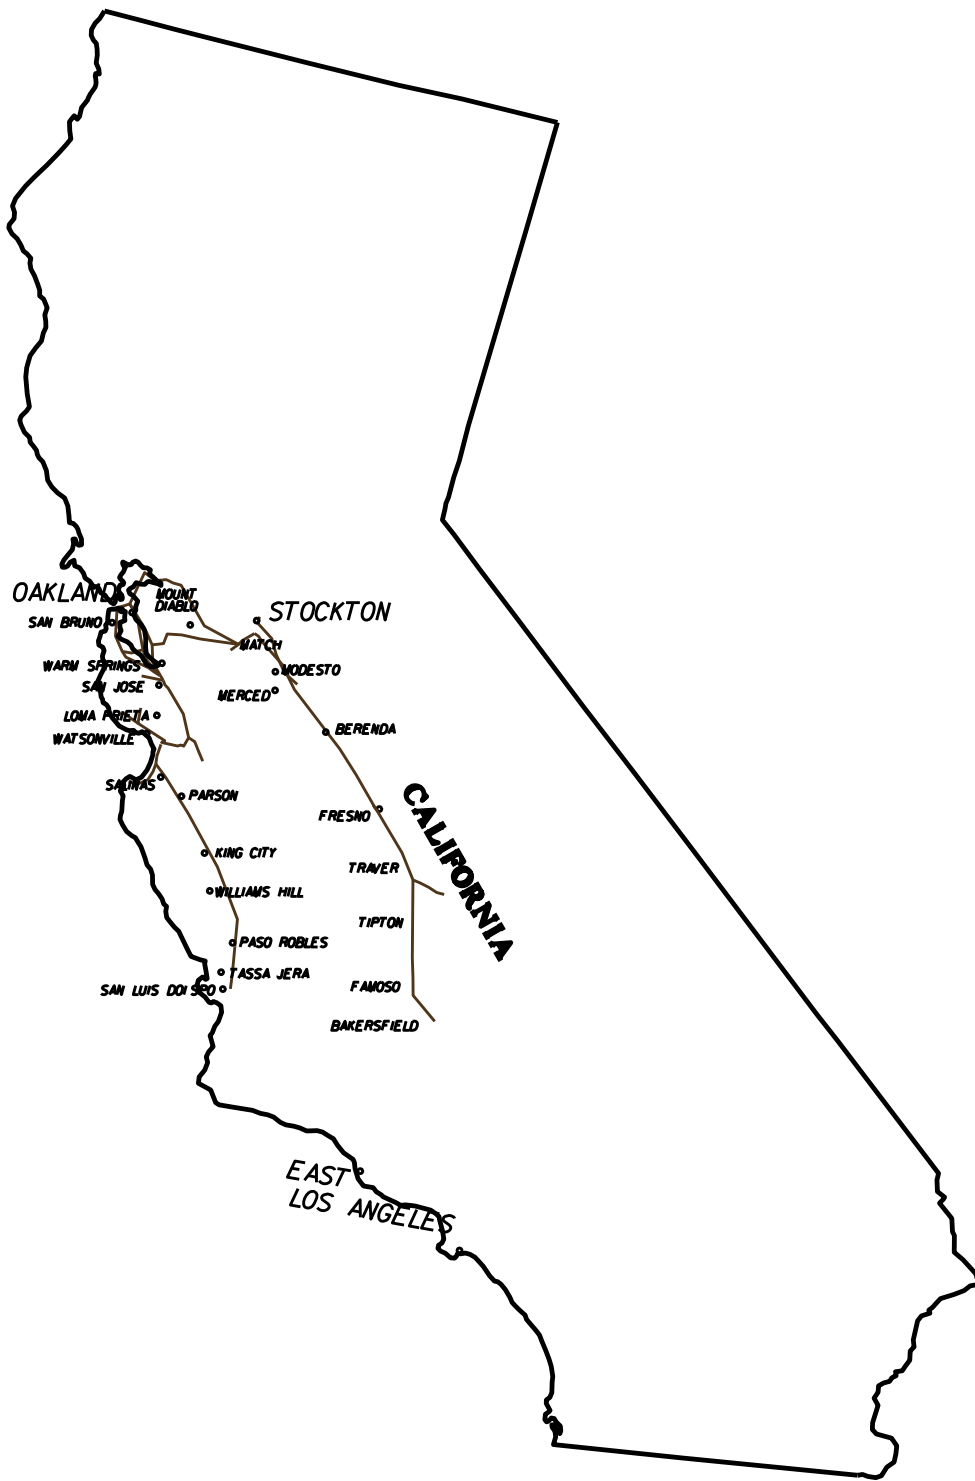 OAKLAND
MOUNT
DIABLO
STOCKTON
SAN BRUNO
MATCH
WARM SPRINGS
MODESTO
SAN JOSE
MERCED
LOMA PRIETA
BERENDA
WATSONVILLE
SALINAS
PARSON
FRESNO
CALIFORNIA
KING CITY
TRAVER
WILLIAMS HILL
TIPTON
PASO ROBLES
TASSA JERA
FAMOSO
SAN LUIS DOISPO
BAKERSFIELD
EAST
LOS ANGELES